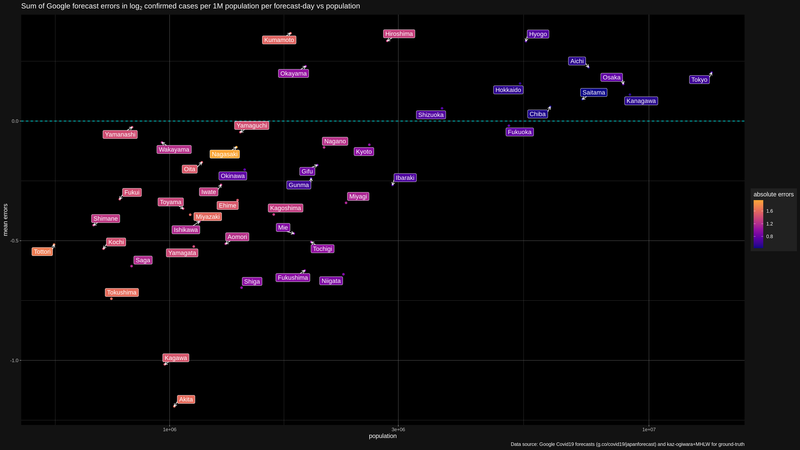 Sum of Google forecast errors in log2 confirmed cases per 1M population per forecast-day vs population
Kumamoto
Hiroshima
Hyogo
Aichi
Okayama
Osaka
Tokyo
Hokkaido
Saitama
Kanagawa
Shizuoka
Chiba
0.0
Yamaguchi
Fukuoka
Yamanashi
Nagano
Wakayama
Nagasaki
Kyoto
Oita
Gifu
Okinawa
Ibaraki
Gunma
absolute errors
Fukui
Iwate
Miyagi
1.6
Toyama
Ehime
Kagoshima
1.2
Shimane
Miyazaki
mean errors
Ishikawa
Mie
0.8
Aomori
Kochi
-0.5
Tottori
Yamagata
Tochigi
Saga
Shiga
Fukushima
Niigata
Tokushima
Kagawa
-1.0
Akita
1e+06
3e+06
1e+07
population
Data source: Google Covid19 forecasts (g.co/covid19/japanforecast) and kaz-ogiwara+MHLW for ground-truth